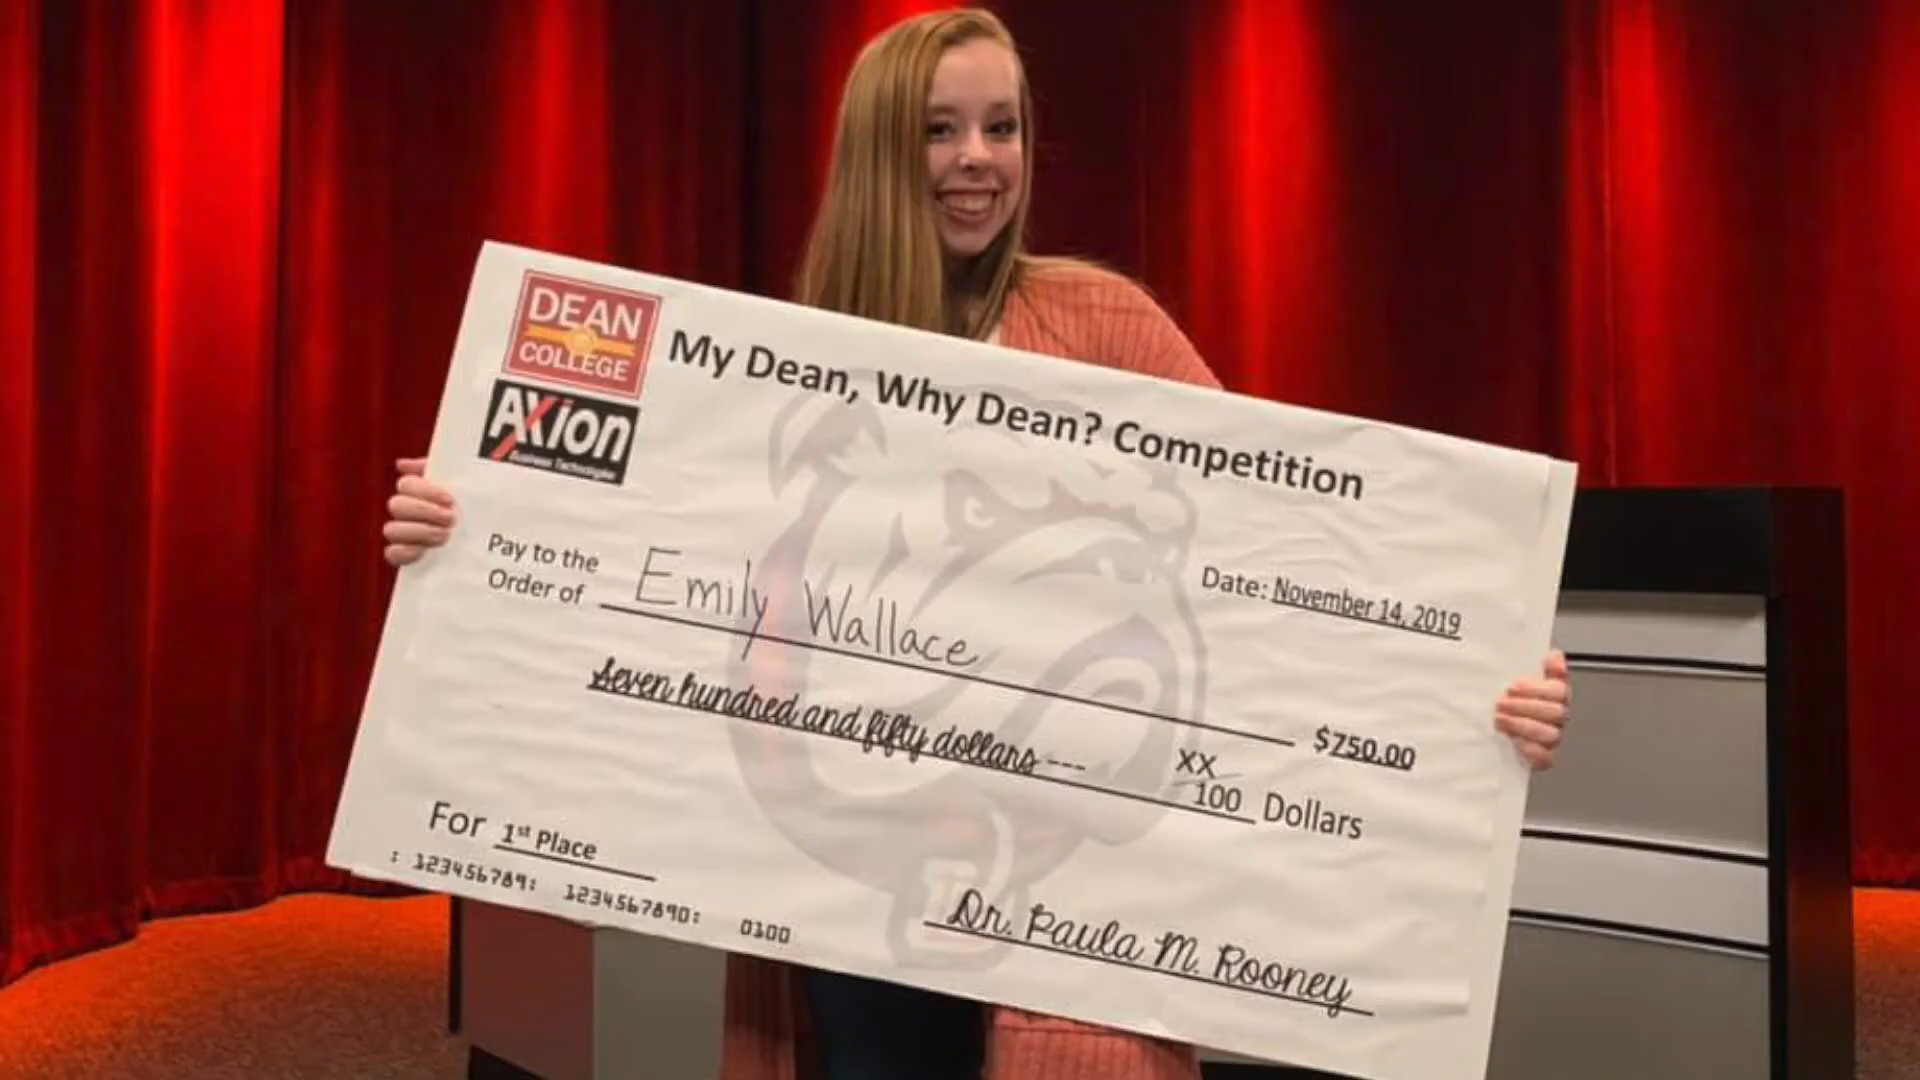 DEAN
COLLEGE
AXion
Business Technologies
My Dean, Why Dean? Competition
Pay to the
Order of Emily Wallace
Date: November 14, 2019
$750.00
Seven hundred and fifty dollars---
XX
100 Dollars
For 1st Place
: 123456789: 1234567890: 0100
Dr. Paula M. Rooney